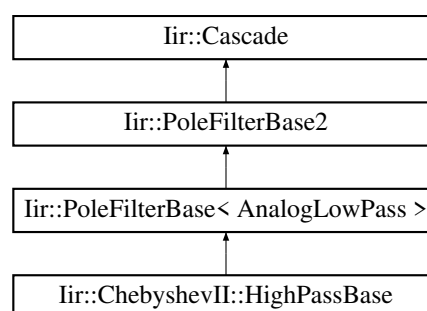 Iir::Cascade
Iir::PoleFilterBase2
Iir::PoleFilterBase< AnalogLowPass >
Iir::ChebyshevII::HighPassBase